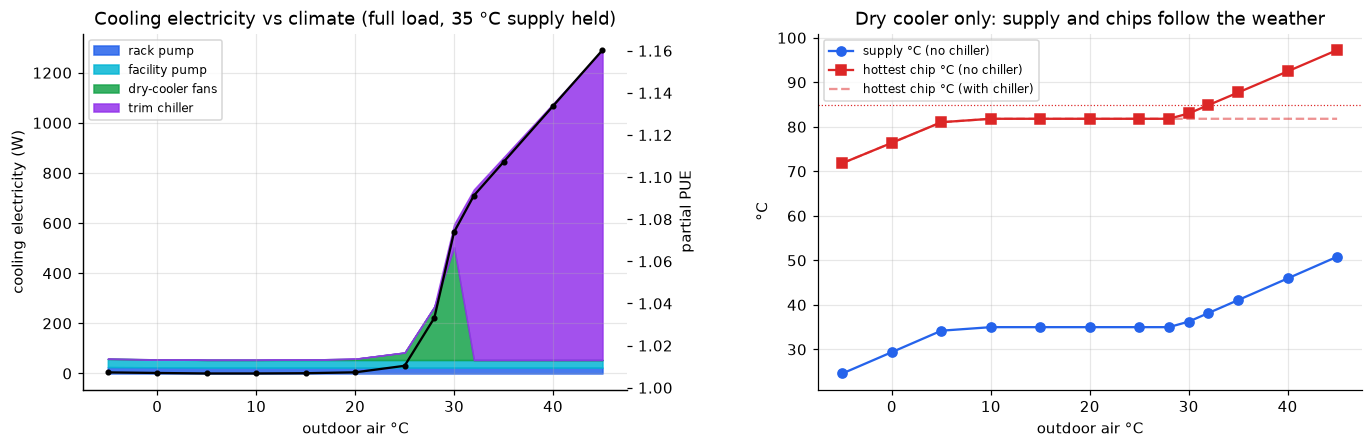 Cooling electricity vs climate (full load, 35 °C supply held)
rack pump
facility pump
dry-cooler fans
trim chiller
cooling electricity (W)
0
200
400
600
800
1000
1200
0
10
20
30
40
outdoor air °C
partial PUE
1.00
1.02
1.04
1.06
1.08
1.10
1.12
1.14
1.16
Dry cooler only: supply and chips follow the weather
supply °C (no chiller)
hottest chip °C (no chiller)
hottest chip °C (with chiller)
°C
30
40
50
60
70
80
90
100
0
10
20
30
40
outdoor air °C